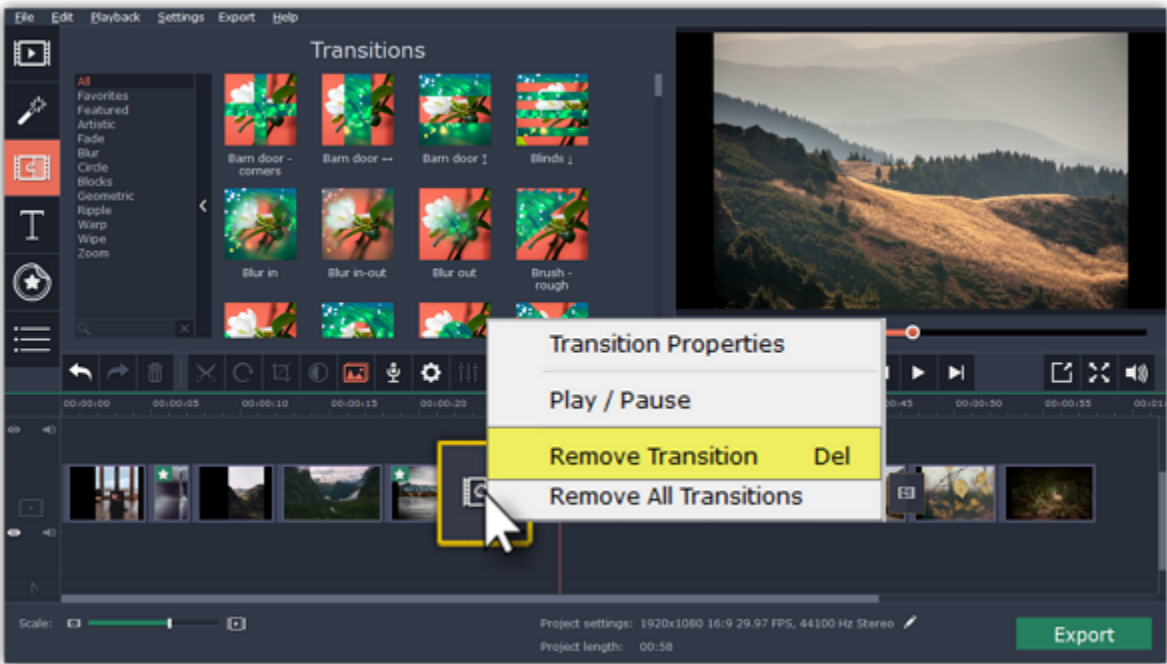 File Edit Playback Settings Export Help
Transitions
All
Favorites
Featured
Artistic
Fade
Blur
Circle
Blocks
Geometric
Ripple
Warp
Wipe
Zoom
Barn door - corners
Barn door ↔
Barn door ↕
Blinds ↓
Blur in
Blur in-out
Blur out
Brush - rough
Transition Properties
Play / Pause
Remove Transition Del
Remove All Transitions
00:00:00 00:00:05 00:00:10 00:00:15 00:00:20 :00:45 00:00:50 00:00:55 00:01:
Scale:
Project settings: 1920x1080 16:9 29.97 FPS, 44100 Hz Stereo
Project length: 00:58
Export